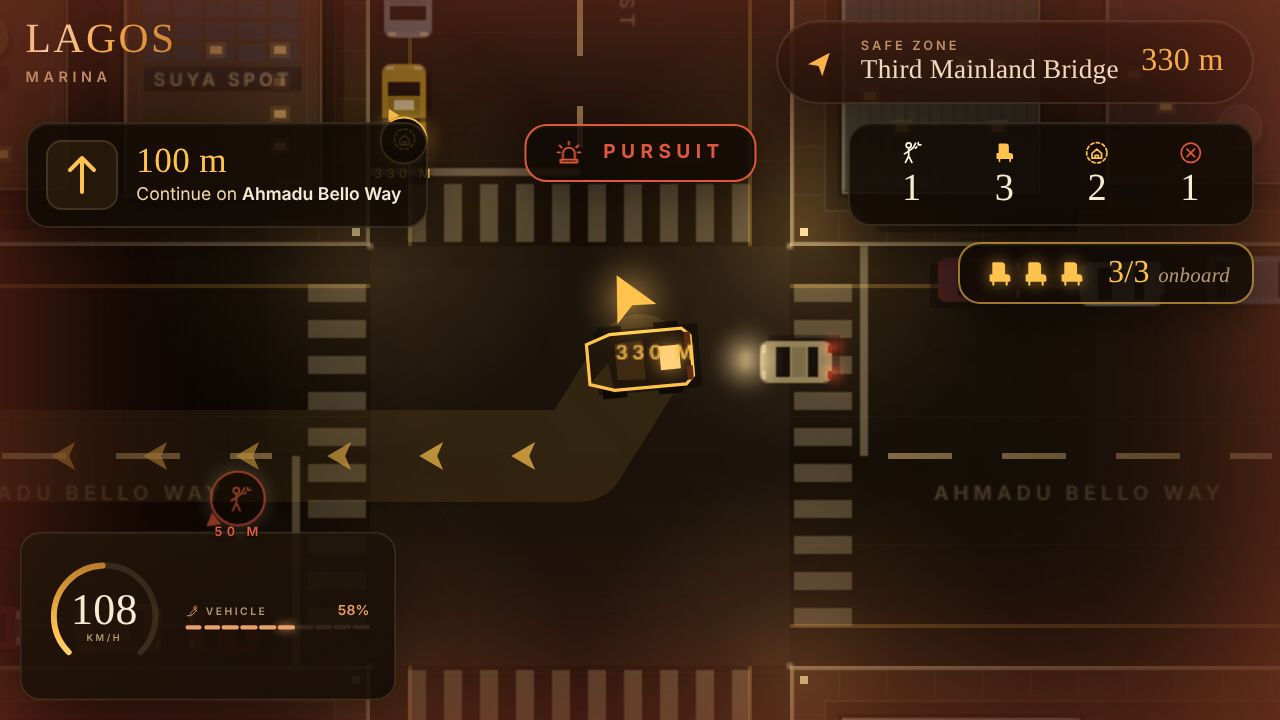 LAGOS
MARINA
SUYA SPOT
ST
SAFE ZONE
Third Mainland Bridge
330 m
100 m
Continue on Ahmadu Bello Way
330 M
PURSUIT
1
3
2
1
3/3 onboard
330 M
ADU BELLO WAY
AHMADU BELLO WAY
50 M
108
KM/H
VEHICLE
58%